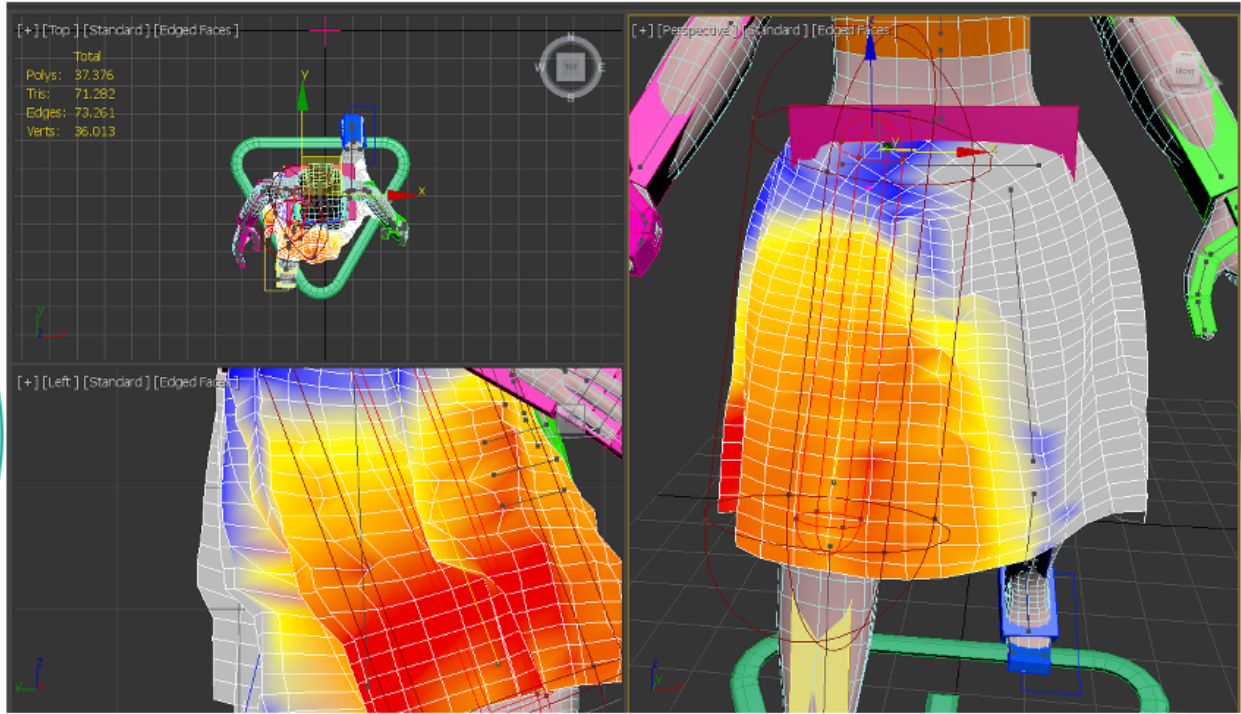 [+] [Top ] [Standard ] [Edged Faces ]
Total
Polys: 37.376
Tris: 71.282
Edges: 73.261
Verts: 36.013
N
W TOP E
S
y
x
[+] [Perspective ] [Standard ] [Edged Faces ]
FRONT
x
[+] [Left ] [Standard ] [Edged Faces ]